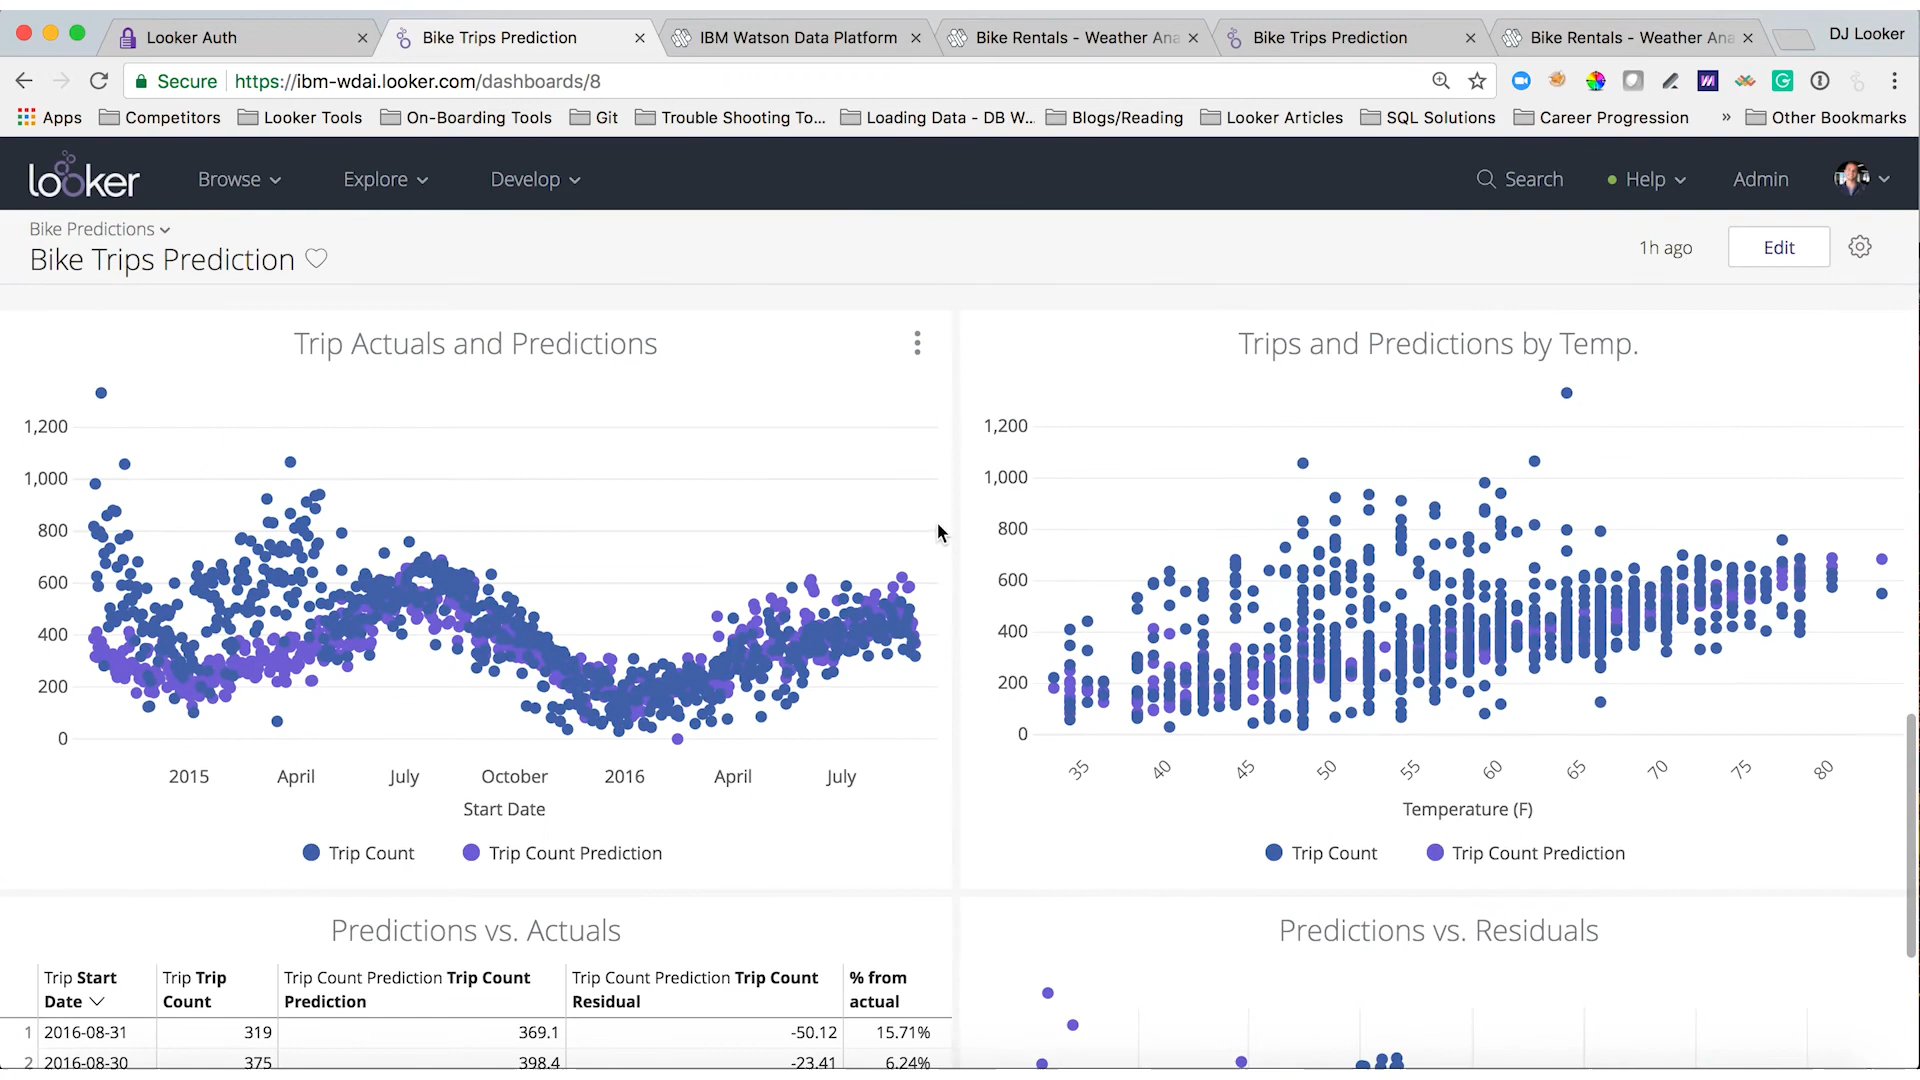 Looker Auth
Bike Trips Prediction
IBM Watson Data Platform
Bike Rentals - Weather Ana
Bike Trips Prediction
Bike Rentals - Weather Ana
DJ Looker
Secure https://ibm-wdai.looker.com/dashboards/8
Apps Competitors Looker Tools On-Boarding Tools Git Trouble Shooting To... Loading Data - DB W... Blogs/Reading Looker Articles SQL Solutions Career Progression » Other Bookmarks
looker Browse Explore Develop Search Help Admin
Bike Predictions
Bike Trips Prediction
1h ago Edit
Trip Actuals and Predictions
1,200
1,000
800
600
400
200
0
2015 April July October 2016 April July
Start Date
Trip Count Trip Count Prediction
Trips and Predictions by Temp.
1,200
1,000
800
600
400
200
0
35 40 45 50 55 60 65 70 75 80
Temperature (F)
Trip Count Trip Count Prediction
Predictions vs. Actuals
Trip Start Date
Trip Trip Count
Trip Count Prediction Trip Count Prediction
Trip Count Prediction Trip Count Residual
% from actual
1 2016-08-31 319 369.1 -50.12 15.71%
2 2016-08-30 375 398.4 -23.41 6.24%
Predictions vs. Residuals